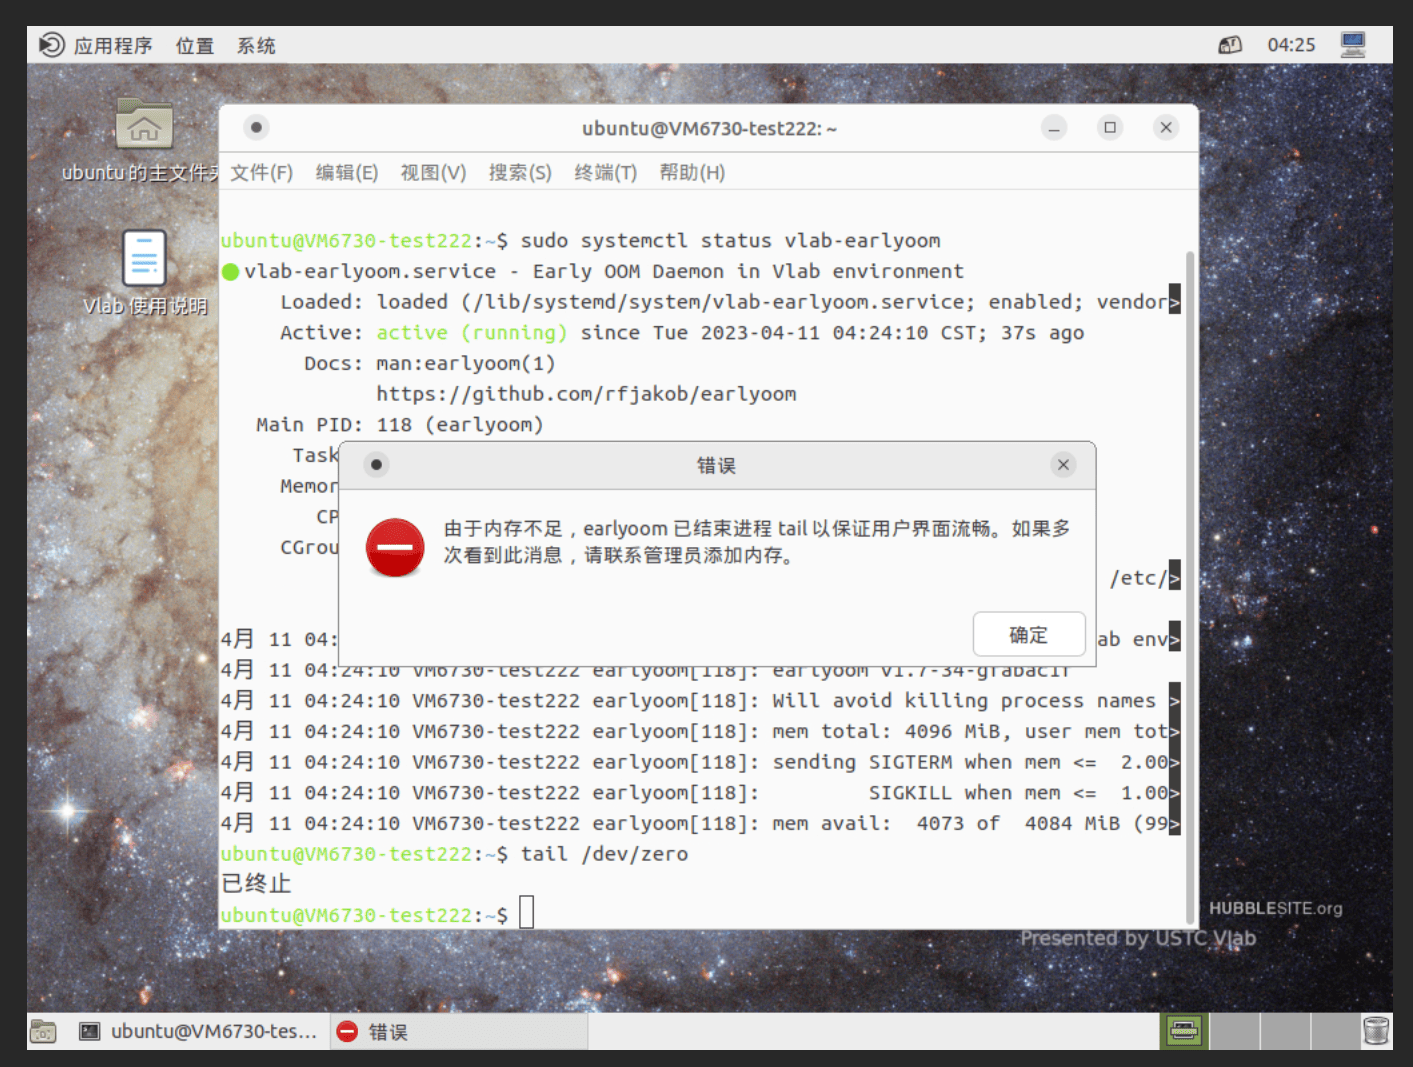 应用程序 位置 系统 04:25
ubuntu 的主文件夹
Vlab 使用说明
ubuntu@VM6730-test222: ~
文件(F) 编辑(E) 视图(V) 搜索(S) 终端(T) 帮助(H)
ubuntu@VM6730-test222:~$ sudo systemctl status vlab-earlyoom
vlab-earlyoom.service - Early OOM Daemon in Vlab environment
Loaded: loaded (/lib/systemd/system/vlab-earlyoom.service; enabled; vendor>
Active: active (running) since Tue 2023-04-11 04:24:10 CST; 37s ago
Docs: man:earlyoom(1)
https://github.com/rfjakob/earlyoom
Main PID: 118 (earlyoom)
Task
Memor
CP
CGrou
/etc/>
4月 11 04: ab env>
4月 11 04:24:10 VM6730-test222 earlyoom[118]: earlyoom v1.7-34-g
4月 11 04:24:10 VM6730-test222 earlyoom[118]: Will avoid killing process names >
4月 11 04:24:10 VM6730-test222 earlyoom[118]: mem total: 4096 MiB, user mem tot>
4月 11 04:24:10 VM6730-test222 earlyoom[118]: sending SIGTERM when mem <= 2.00>
4月 11 04:24:10 VM6730-test222 earlyoom[118]: SIGKILL when mem <= 1.00>
4月 11 04:24:10 VM6730-test222 earlyoom[118]: mem avail: 4073 of 4084 MiB (99>
ubuntu@VM6730-test222:~$ tail /dev/zero
已终止
ubuntu@VM6730-test222:~$
错误
由于内存不足，earlyoom 已结束进程 tail 以保证用户界面流畅。如果多
次看到此消息，请联系管理员添加内存。
确定
HUBBLESITE.org
Presented by USTC Vlab
ubuntu@VM6730-tes... 错误